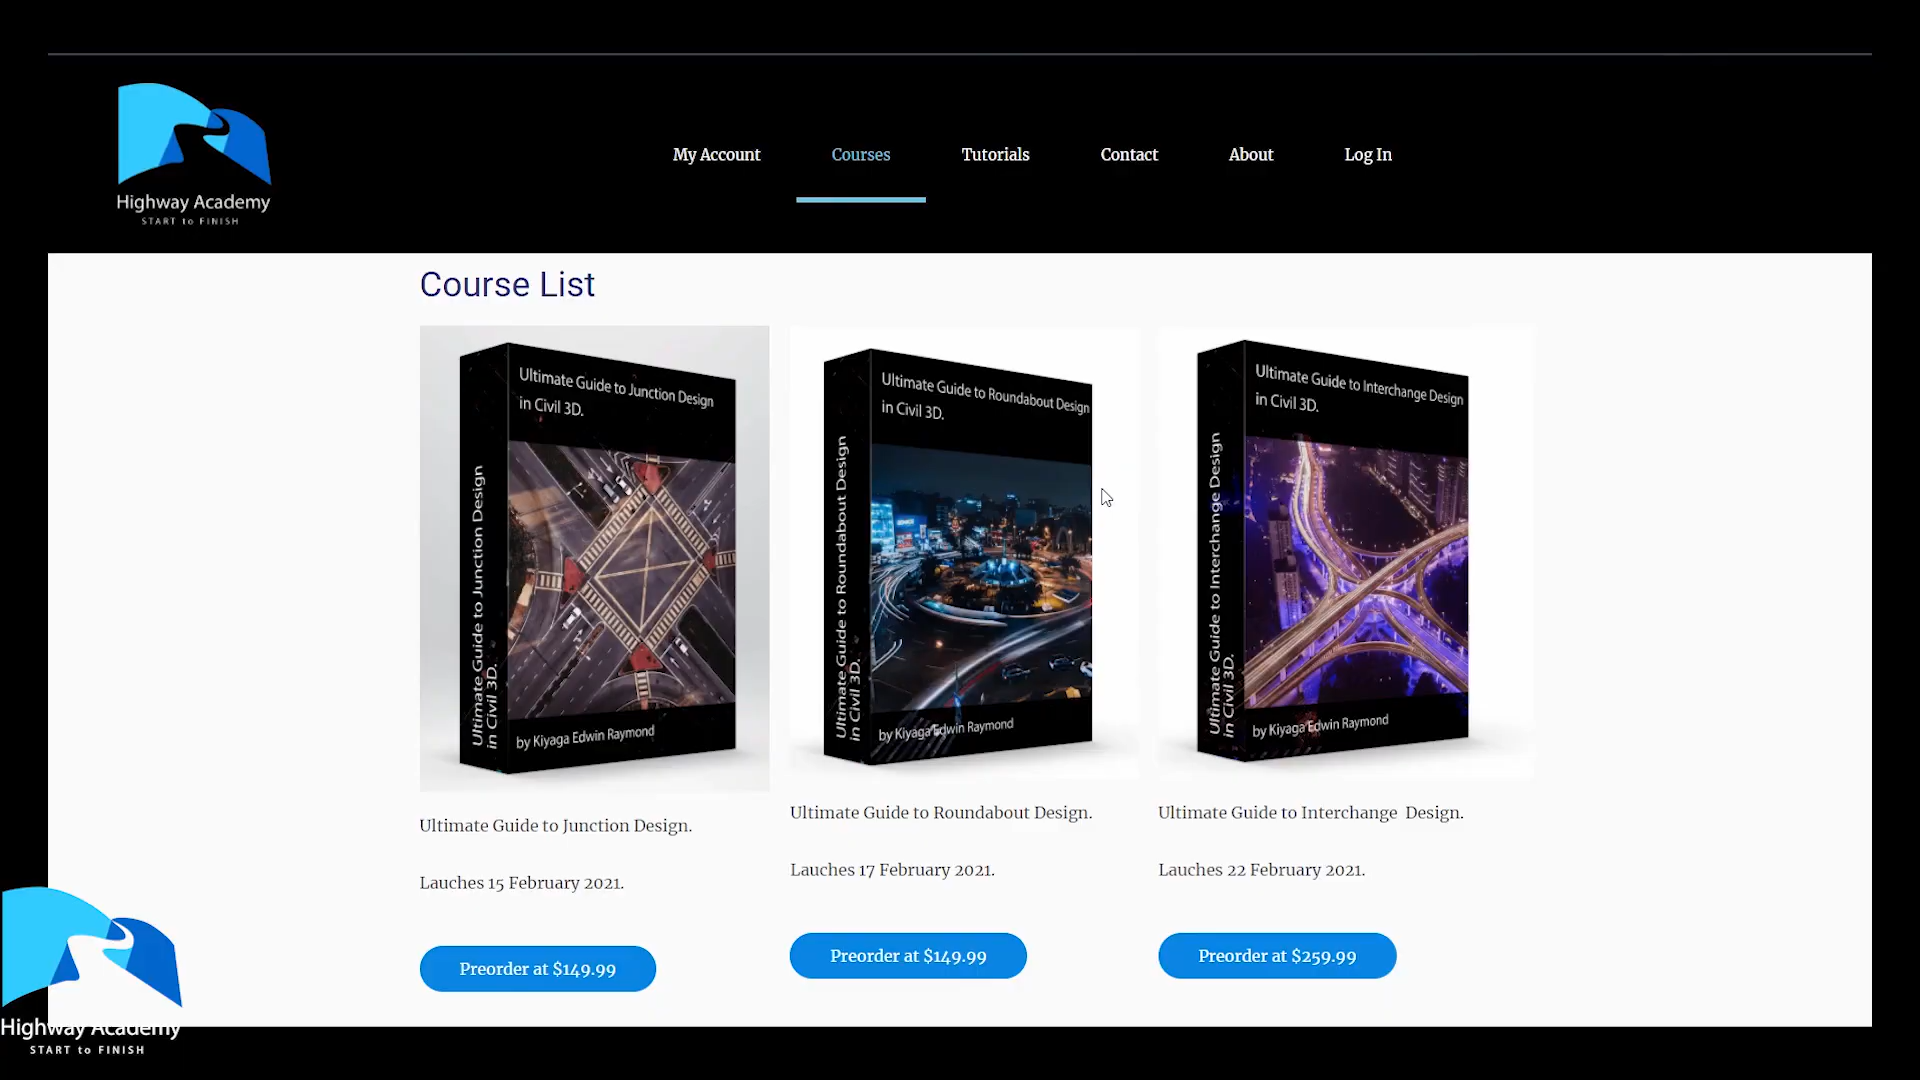 Highway Academy
START to FINISH
My Account
Courses
Tutorials
Contact
About
Log In
Course List
Ultimate Guide to Junction Design
in Civil 3D.
Ultimate Guide to Junction Design
in Civil 3D.
by Kiyaga Edwin Raymond
Ultimate Guide to Roundabout Design
in Civil 3D.
Ultimate Guide to Roundabout Design
in Civil 3D.
by Kiyaga Edwin Raymond
Ultimate Guide to Interchange Design
in Civil 3D.
Ultimate Guide to Interchange Design
in Civil 3D.
by Kiyaga Edwin Raymond
Ultimate Guide to Junction Design.
Lauches 15 February 2021.
Preorder at $149.99
Ultimate Guide to Roundabout Design.
Lauches 17 February 2021.
Preorder at $149.99
Ultimate Guide to Interchange  Design.
Lauches 22 February 2021.
Preorder at $259.99
Highway Academy
START to FINISH